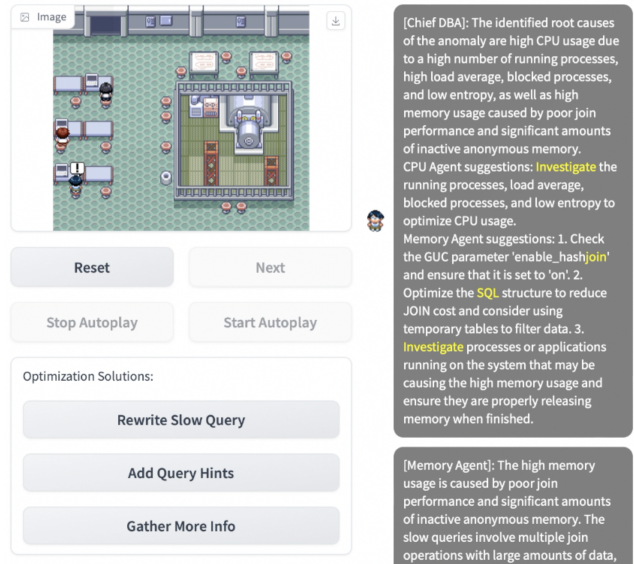 Image
Reset
Next
Stop Autoplay
Start Autoplay
Optimization Solutions:
Rewrite Slow Query
Add Query Hints
Gather More Info
[Chief DBA]: The identified root causes
of the anomaly are high CPU usage due
to a high number of running processes,
high load average, blocked processes,
and low entropy, as well as high
memory usage caused by poor join
performance and significant amounts
of inactive anonymous memory.
CPU Agent suggestions: Investigate the
running processes, load average,
blocked processes, and low entropy to
optimize CPU usage.
Memory Agent suggestions: 1. Check
the GUC parameter 'enable_hashjoin'
and ensure that it is set to 'on'. 2.
Optimize the SQL structure to reduce
JOIN cost and consider using
temporary tables to filter data. 3.
Investigate processes or applications
running on the system that may be
causing the high memory usage and
ensure they are properly releasing
memory when finished.
[Memory Agent]: The high memory
usage is caused by poor join
performance and significant amounts
of inactive anonymous memory. The
slow queries involve multiple join
operations with large amounts of data,